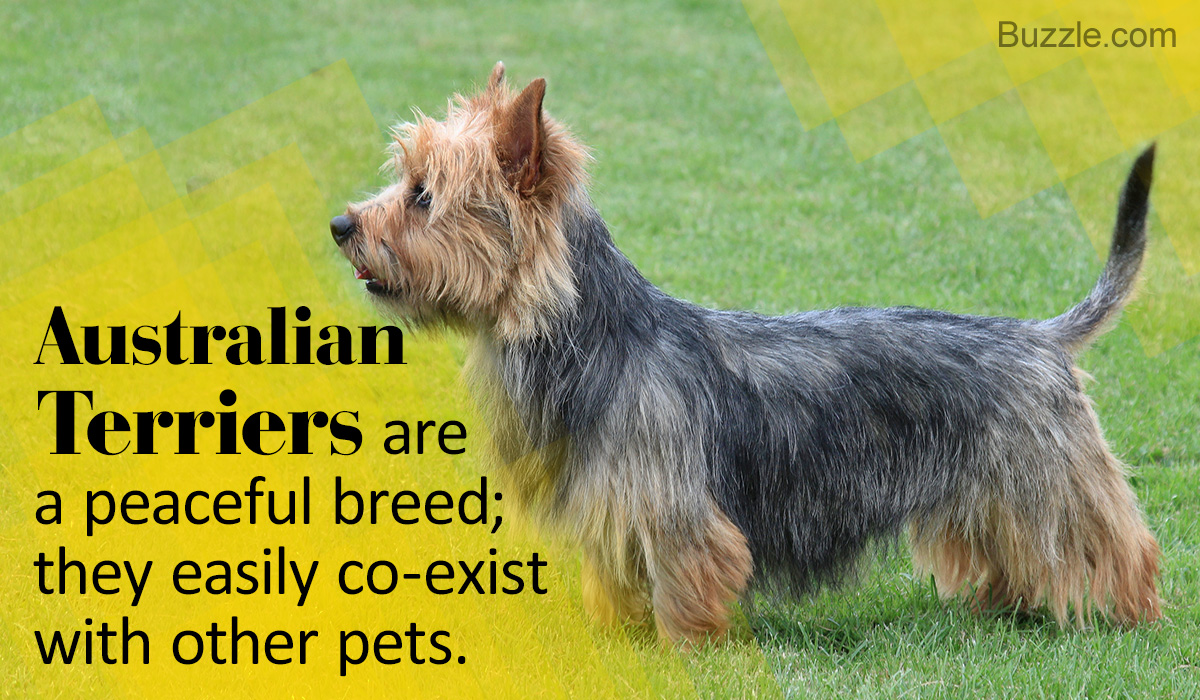 Buzzle.com
Australian
Terriers are
a peaceful breed;
they easily co-exist
with other pets.